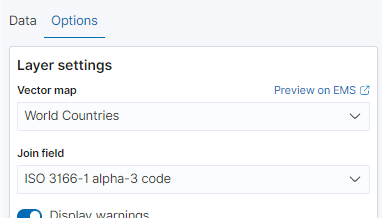 Data Options
Layer settings
Vector map Preview on EMS
World Countries
Join field
ISO 3166-1 alpha-3 code
Display warnings